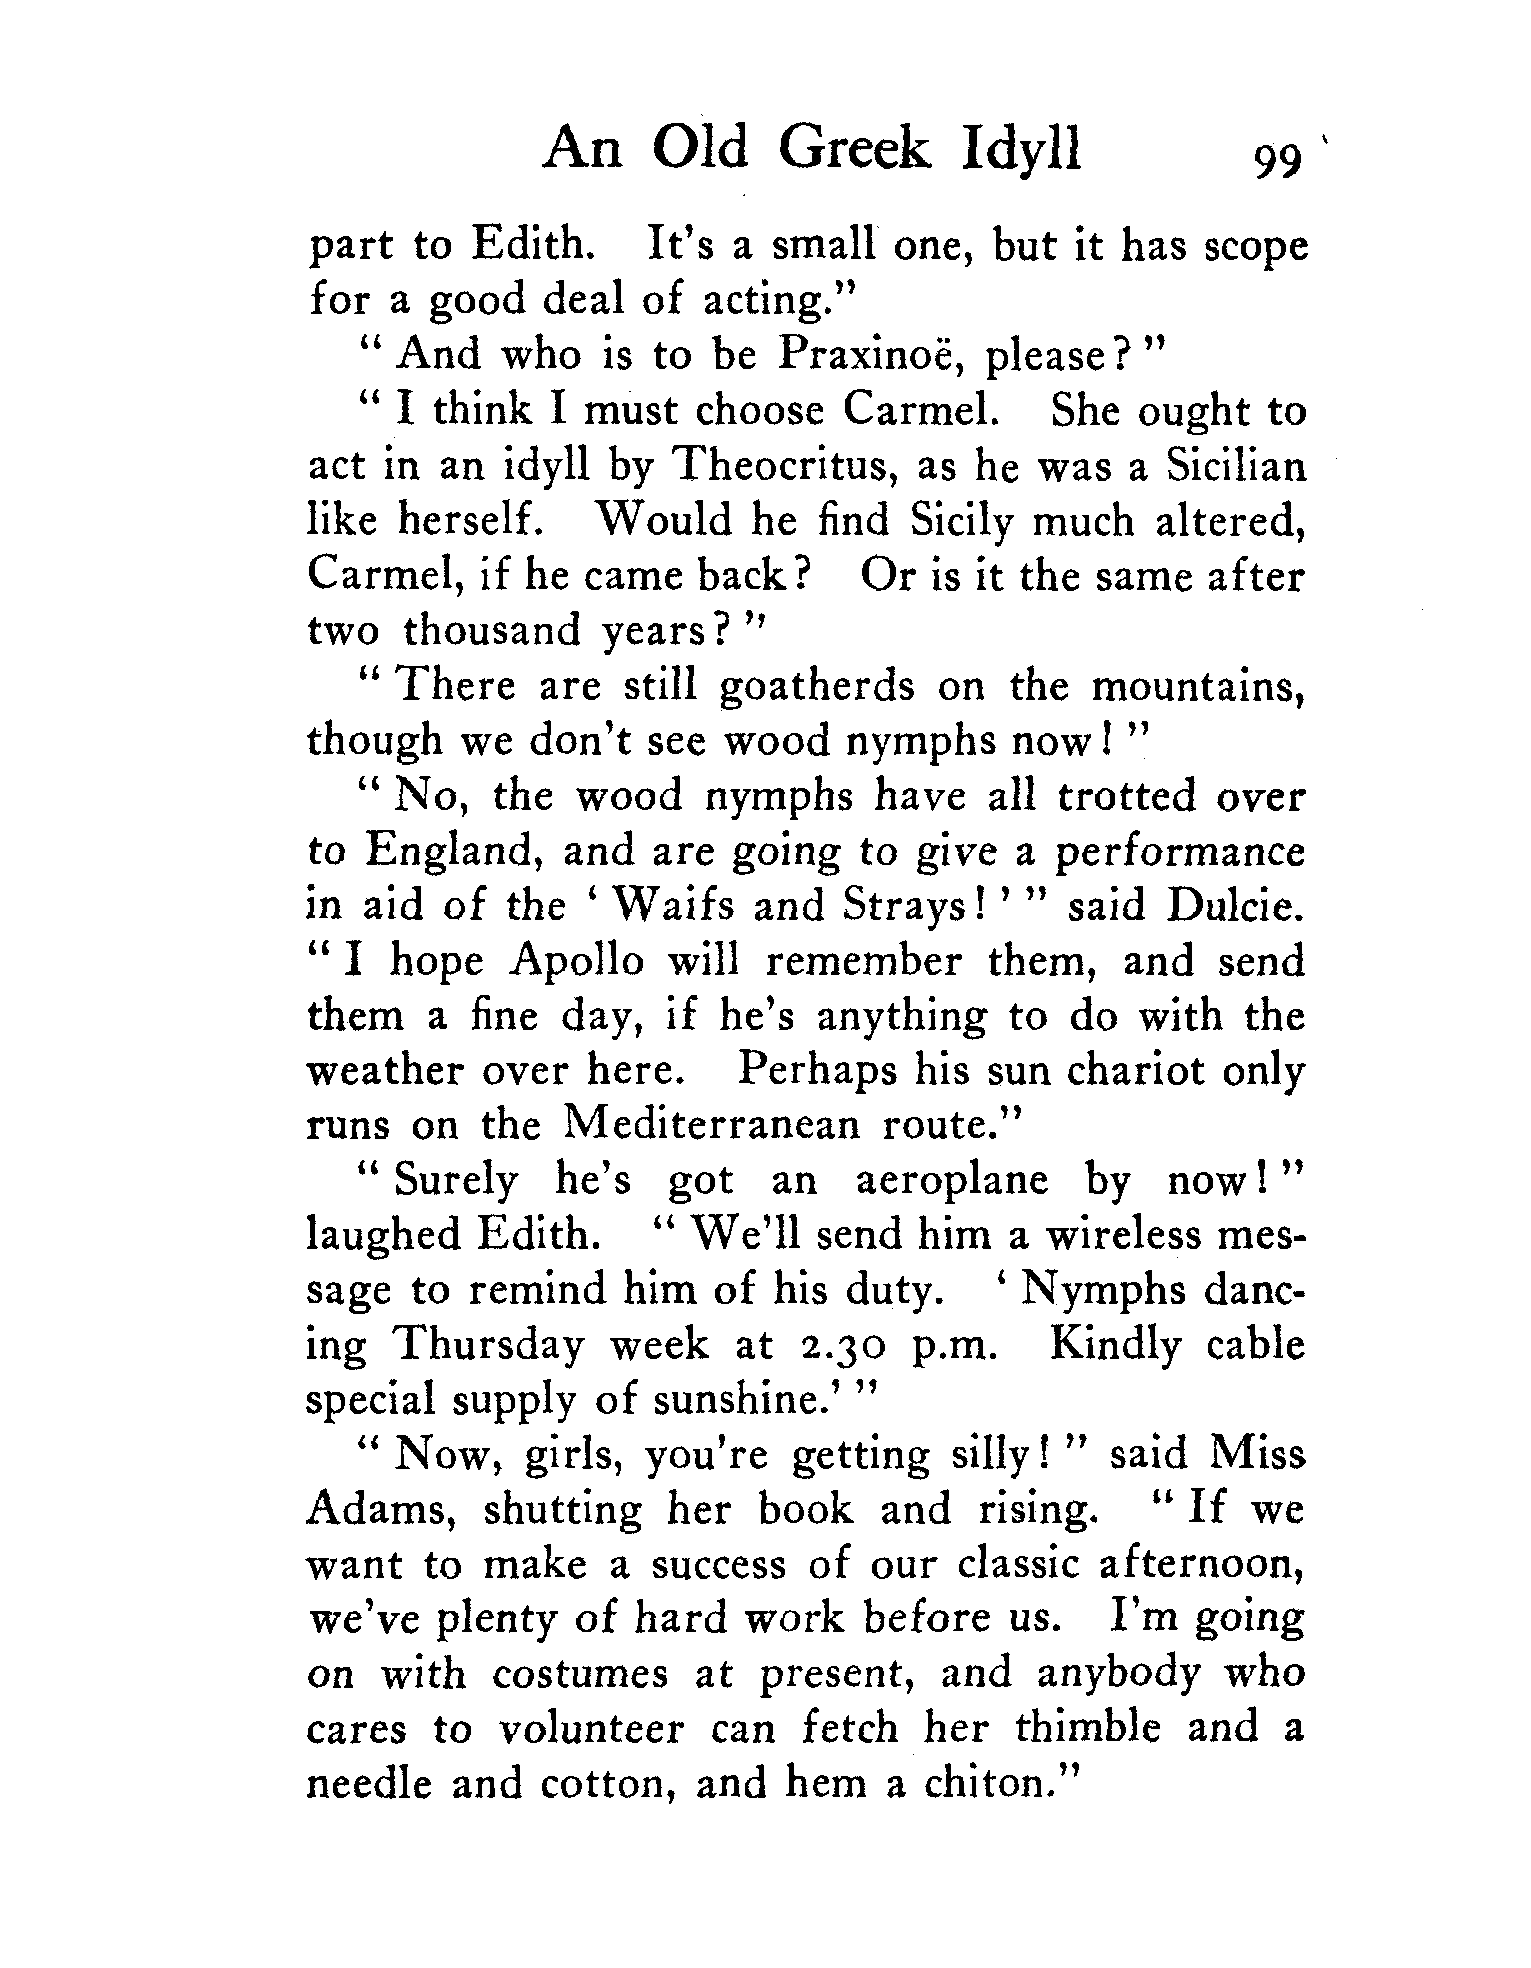 An Old Greek Idyll 99
part to Edith. It's a small one, but it has scope
for a good deal of acting."
" And who is to be Praxinoë, please? "
" I think I must choose Carmel. She ought to
act in an idyll by Theocritus, as he was a Sicilian
like herself. Would he find Sicily much altered,
Carmel, if he came back? Or is it the same after
two thousand years? "
" There are still goatherds on the mountains,
though we don't see wood nymphs now! "
" No, the wood nymphs have all trotted over
to England, and are going to give a performance
in aid of the ' Waifs and Strays! ' " said Dulcie.
" I hope Apollo will remember them, and send
them a fine day, if he's anything to do with the
weather over here. Perhaps his sun chariot only
runs on the Mediterranean route."
" Surely he's got an aeroplane by now! "
laughed Edith. " We'll send him a wireless mes-
sage to remind him of his duty. ' Nymphs danc-
ing Thursday week at 2.30 p.m. Kindly cable
special supply of sunshine.' "
" Now, girls, you're getting silly! " said Miss
Adams, shutting her book and rising. " If we
want to make a success of our classic afternoon,
we've plenty of hard work before us. I'm going
on with costumes at present, and anybody who
cares to volunteer can fetch her thimble and a
needle and cotton, and hem a chiton."